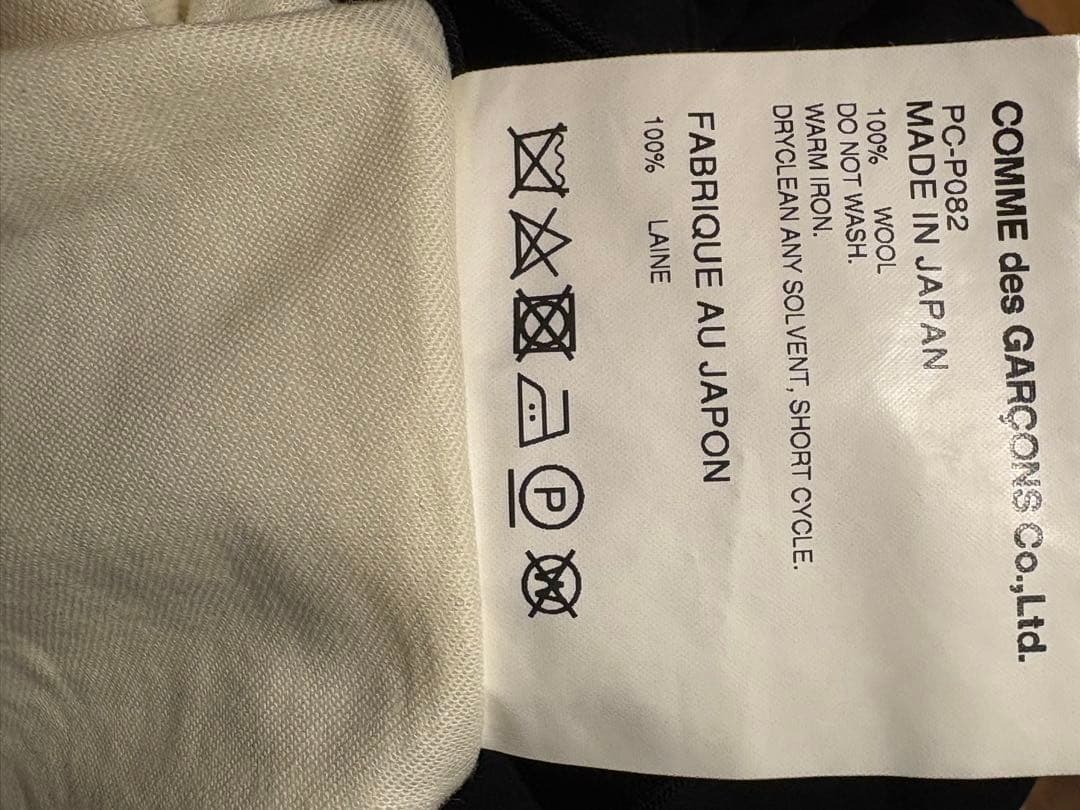 COMME des GARÇONS Co.,Ltd.
PC-P082
MADE IN JAPAN
100% WOOL
DO NOT WASH.
WARM IRON.
DRYCLEAN ANY SOLVENT, SHORT CYCLE.
FABRIQUE AU JAPON
100% LAINE
P
W